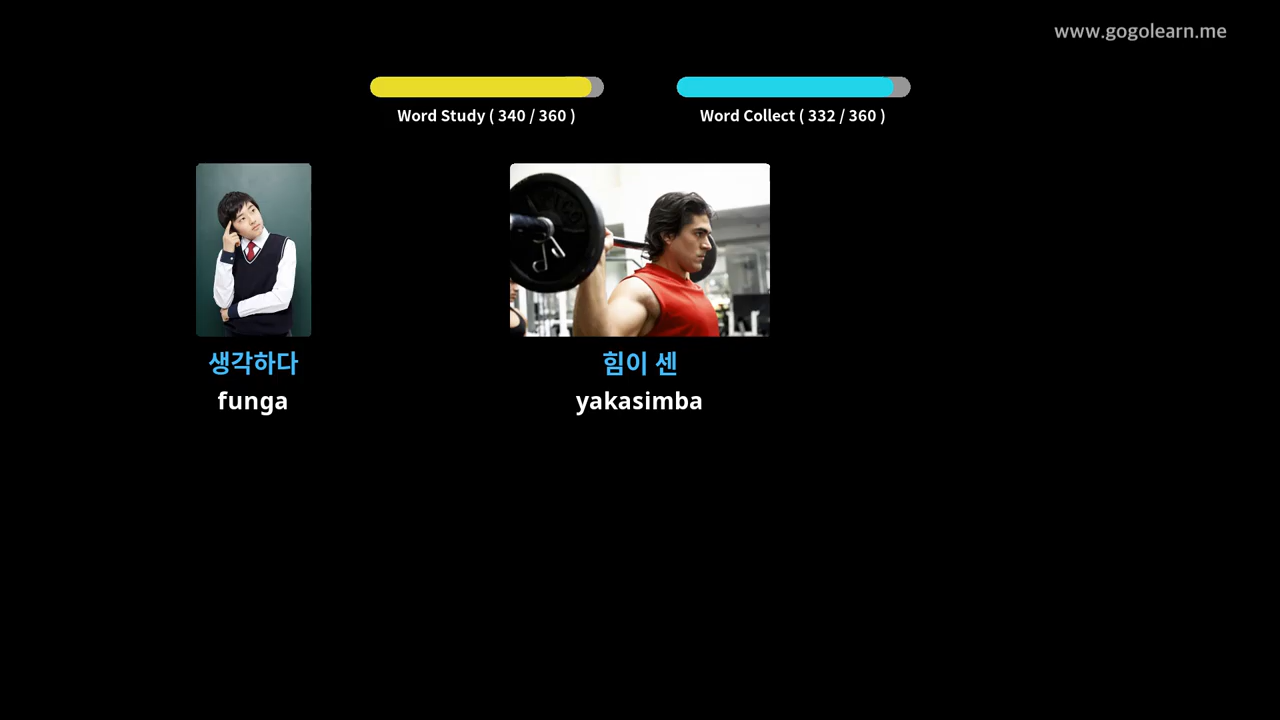 www.gogolearn.me
Word Study ( 340 / 360 )
Word Collect ( 332 / 360 )
생각하다
funga
힘이 센
yakasimba